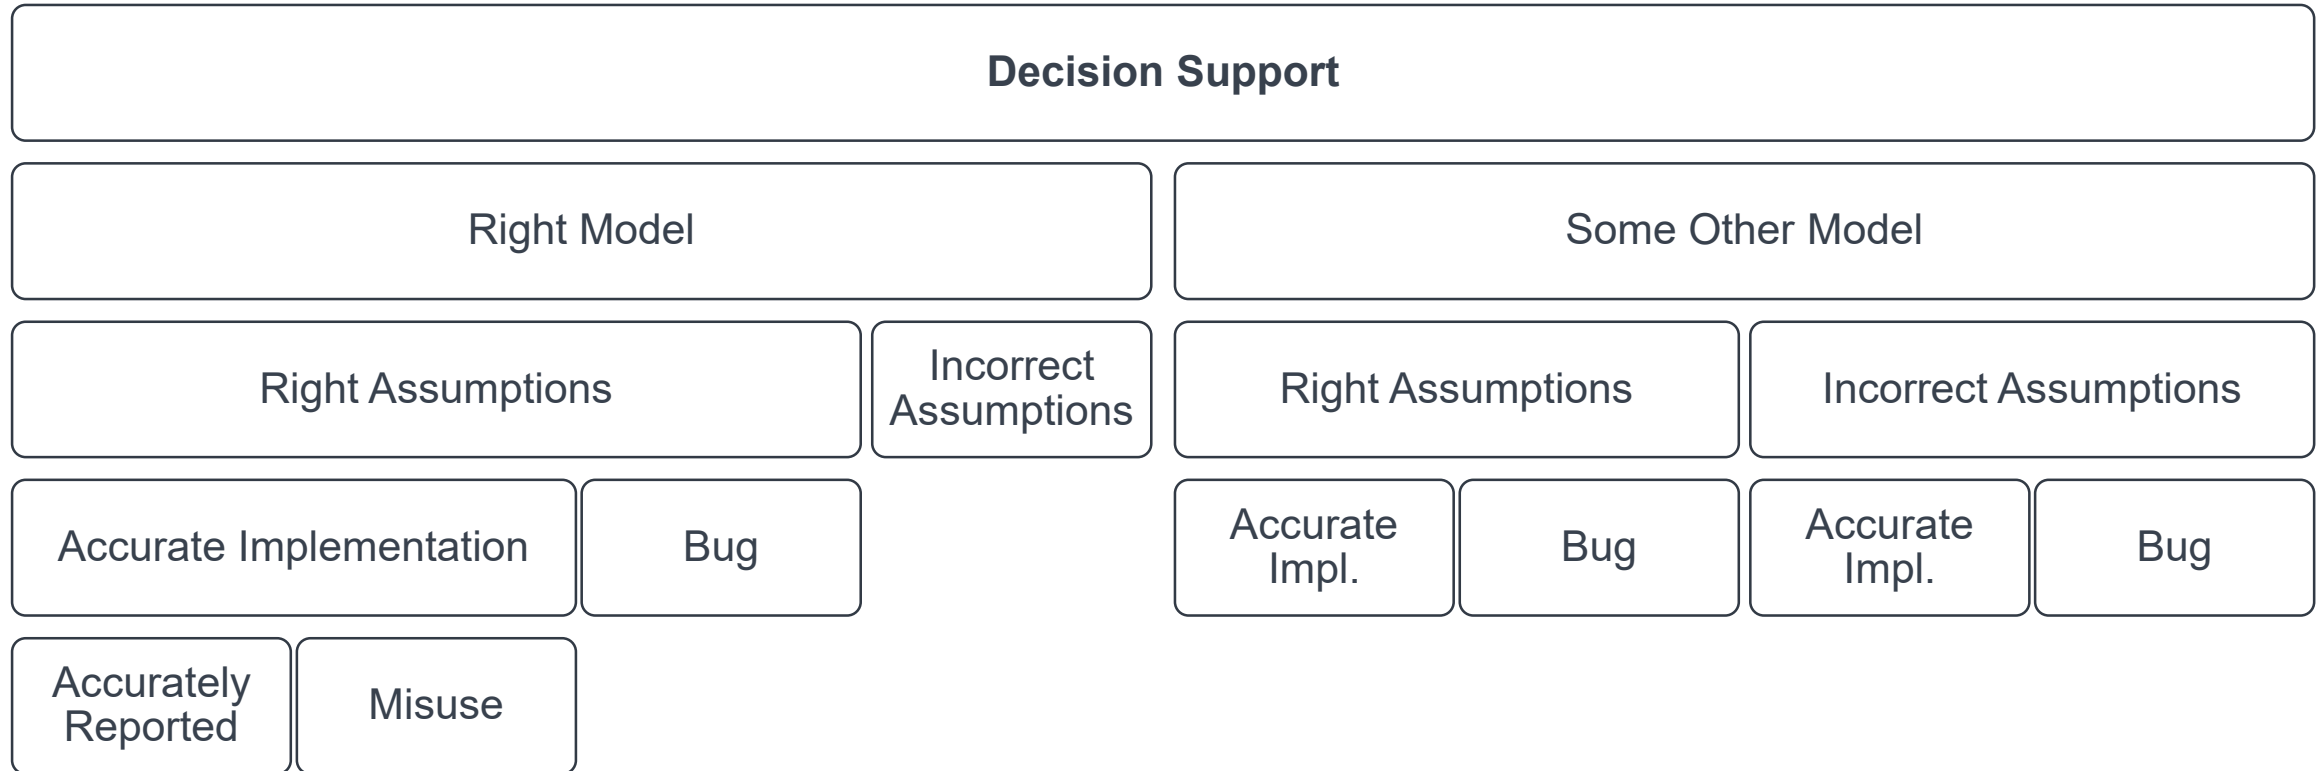 Decision Support
Right Model
Some Other Model
Right Assumptions
Incorrect
Assumptions
Right Assumptions
Incorrect Assumptions
Accurate Implementation
Bug
Accurate
Impl.
Bug
Accurate
Impl.
Bug
Accurately
Reported
Misuse